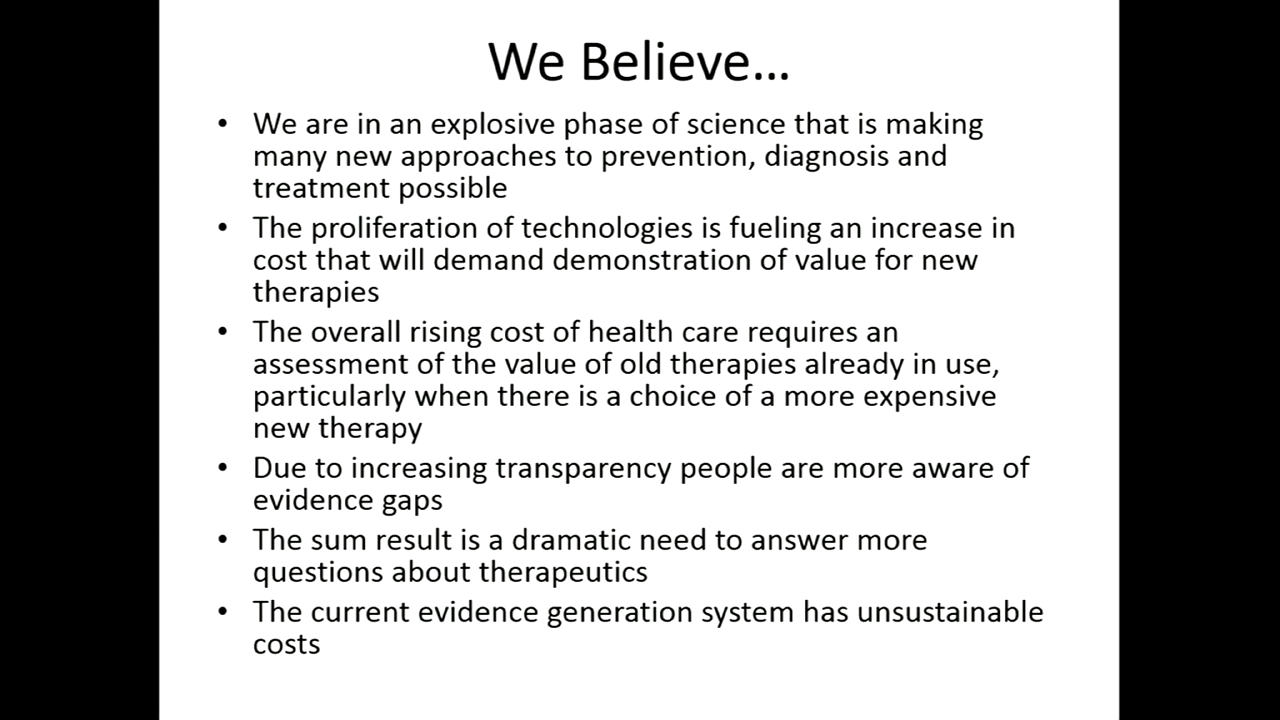 We Believe...
• We are in an explosive phase of science that is making
many new approaches to prevention, diagnosis and
treatment possible
• The proliferation of technologies is fueling an increase in
cost that will demand demonstration of value for new
therapies
• The overall rising cost of health care requires an
assessment of the value of old therapies already in use,
particularly when there is a choice of a more expensive
new therapy
• Due to increasing transparency people are more aware of
evidence gaps
• The sum result is a dramatic need to answer more
questions about therapeutics
• The current evidence generation system has unsustainable
costs